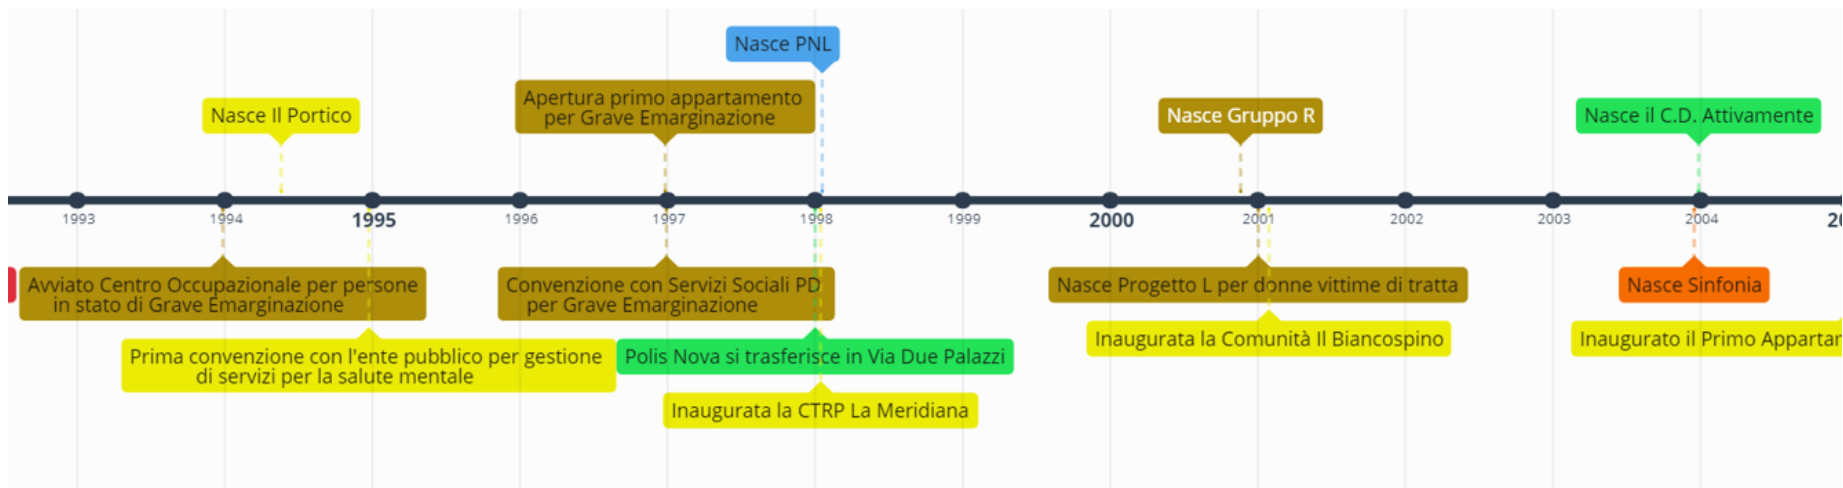 Nasce PNL
Apertura primo appartamento
per Grave Emarginazione
Nasce Il Portico
Nasce Gruppo R
Nasce il C.D. Attivamente
1993
1994
1995
1996
1997
1998
1999
2000
2001
2002
2003
2004
Avviato Centro Occupazionale per persone
in stato di Grave Emarginazione
Convenzione con Servizi Sociali PD
per Grave Emarginazione
Nasce Progetto L per donne vittime di tratta
Nasce Sinfonia
Inaugurata la Comunità Il Biancospino
Inaugurato il Primo
Prima convenzione con l'ente pubblico per gestione
di servizi per la salute mentale
Polis Nova si trasferisce in Via Due Palazzi
Inaugurata la CTRP La Meridiana